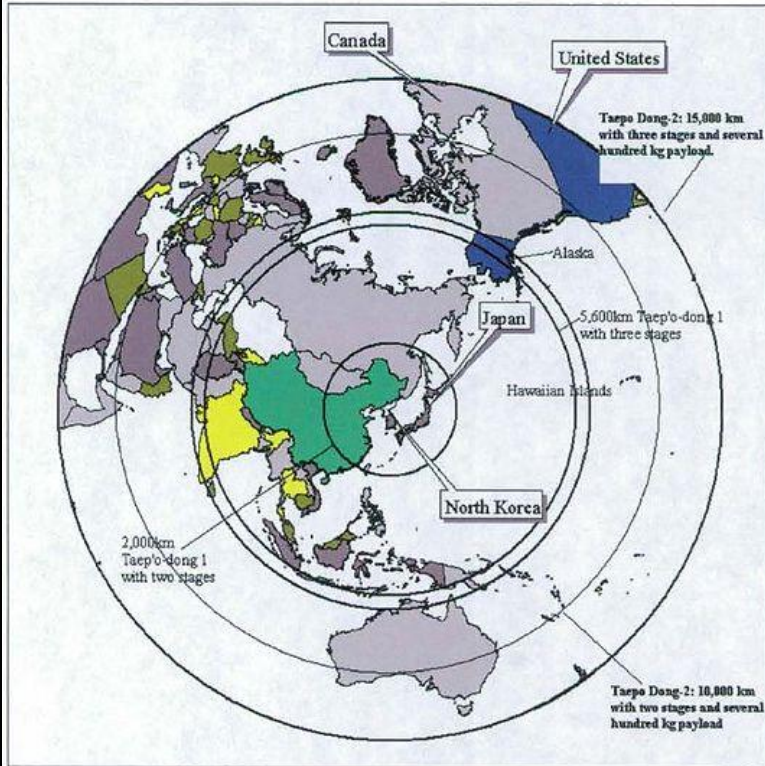 Canada
United States
Taepo Dong-2: 15,000 km
with three stages and several
hundred kg payload.
Alaska
Japan
5,600km Taep'o-dong 1
with three stages
Hawaiian Islands
North Korea
2,000km
Taep'o-dong 1
with two stages
Taepo Dong-2: 10,000 km
with two stages and several
hundred kg payload